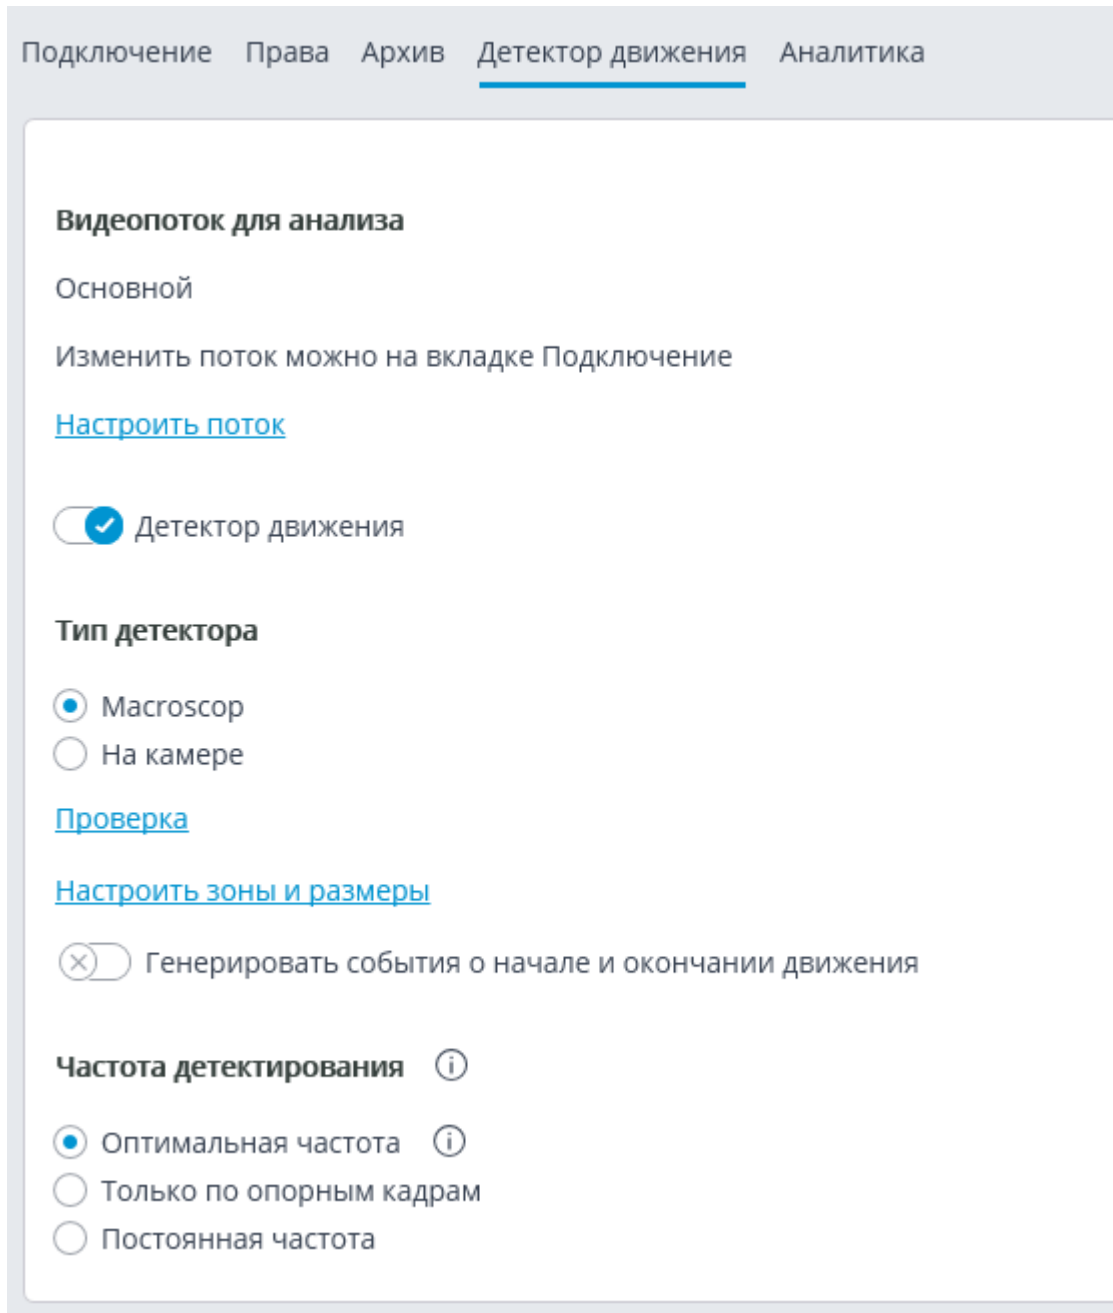 Подключение Права Архив Детектор движения Аналитика
Видеопоток для анализа
Основной
Изменить поток можно на вкладке Подключение
Настроить поток
Детектор движения
Тип детектора
Macroscop
На камере
Проверка
Настроить зоны и размеры
Генерировать события о начале и окончании движения
Частота детектирования
Оптимальная частота
Только по опорным кадрам
Постоянная частота